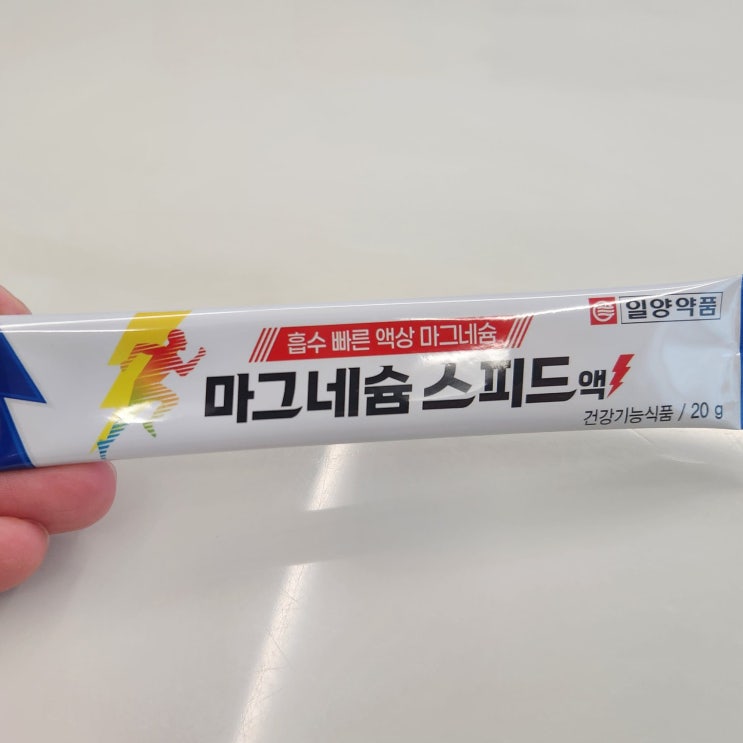 일양약품
흡수 빠른 액상 마그네슘
마그네슘 스피드 액
건강기능식품 / 20 g